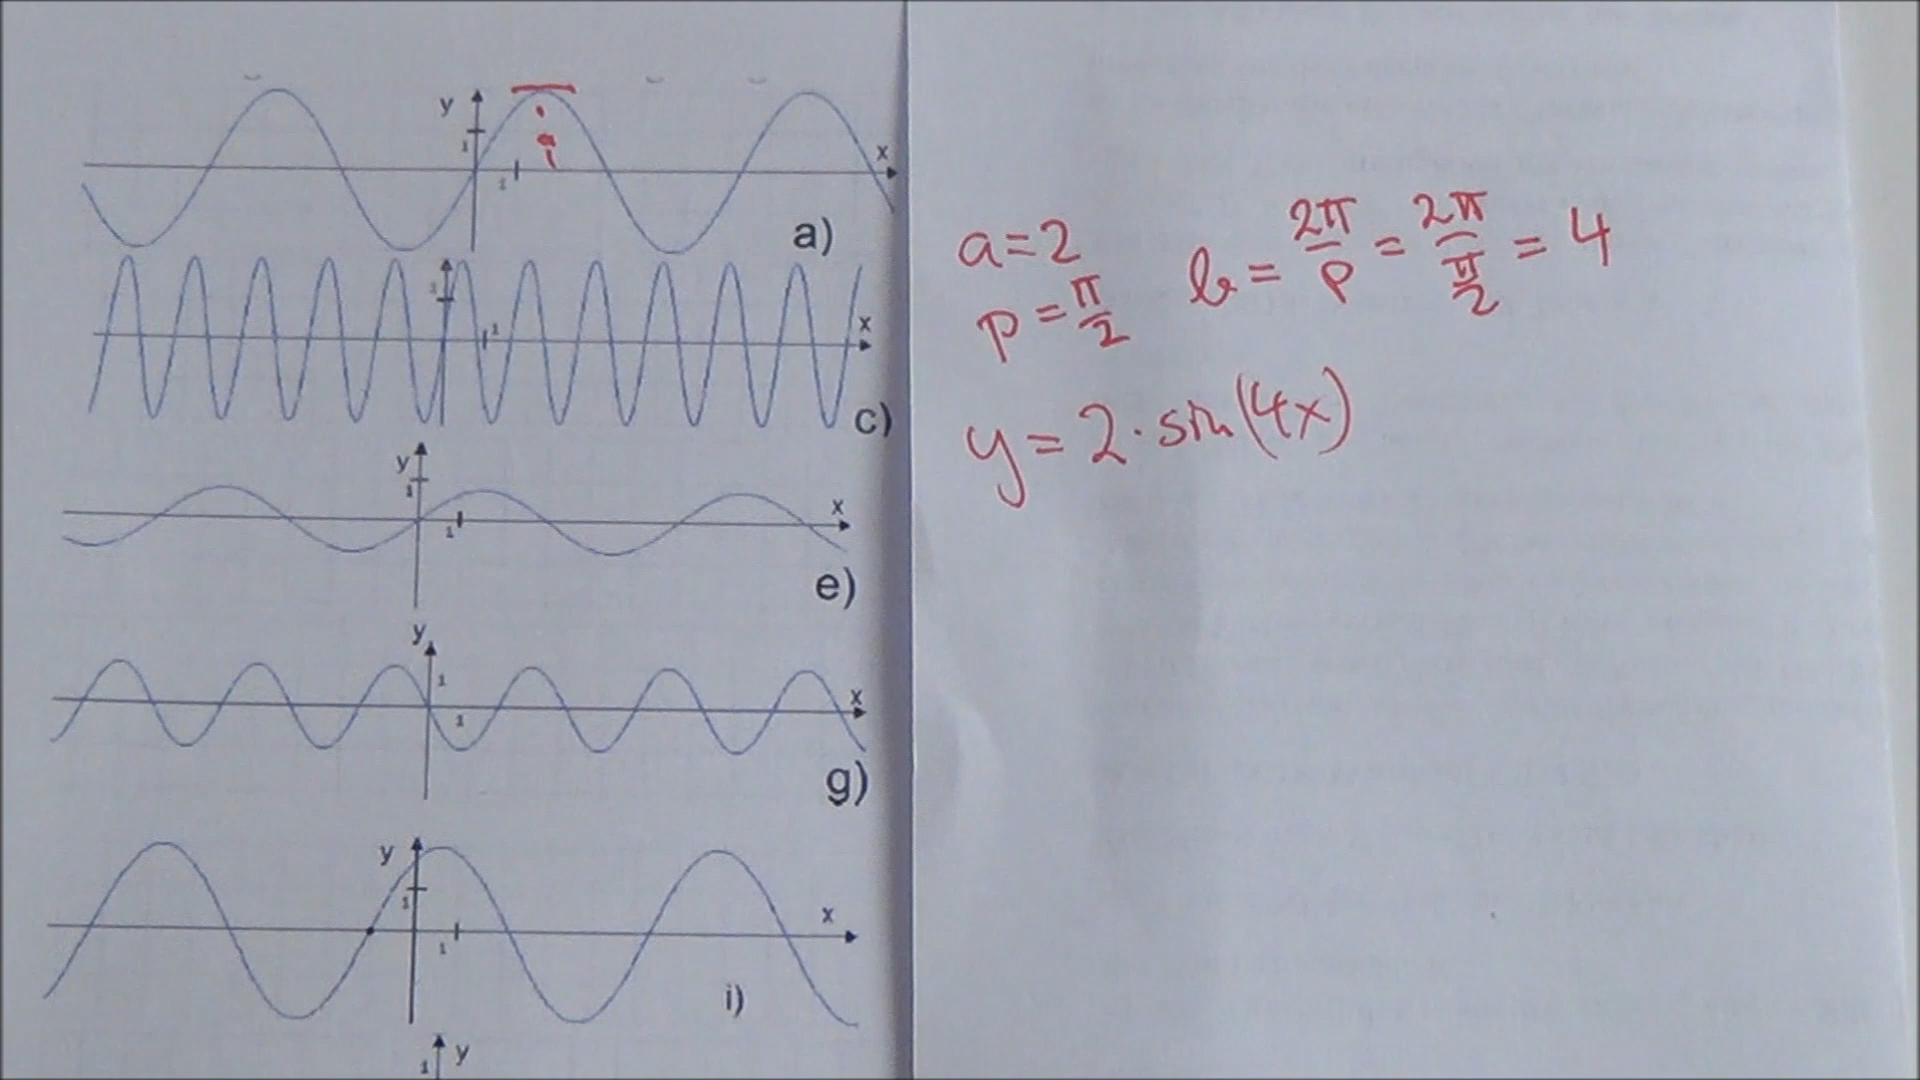 y
1
x
1
a)
1
x
1
c)
y
1
x
1
e)
y
1
x
1
g)
y
1
x
1
i)
y
1
a=2
p = π/2
b = 2π/p = 2π/(π/2) = 4
y = 2·sin(4x)